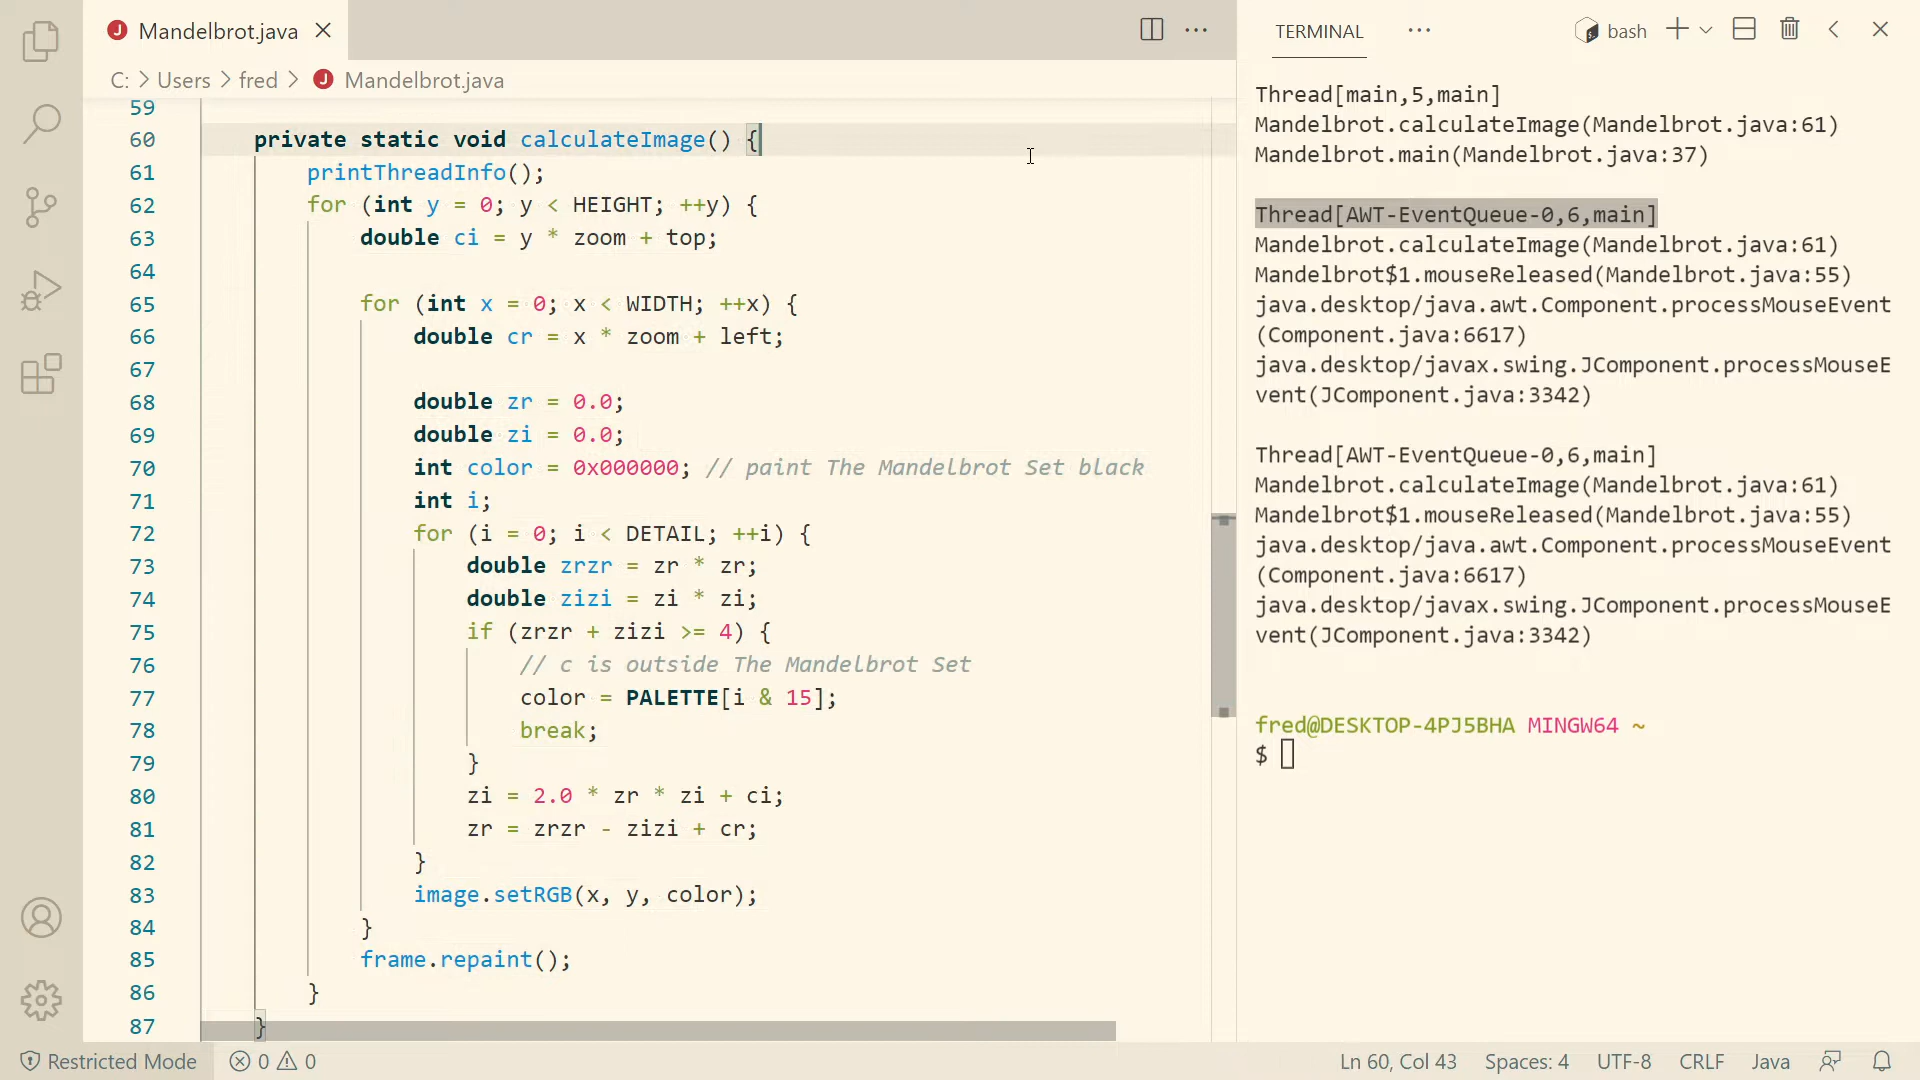 Mandelbrot.java
C: > Users > fred > Mandelbrot.java
59
60 private static void calculateImage() {
61 printThreadInfo();
62 for (int y = 0; y < HEIGHT; ++y) {
63 double ci = y * zoom + top;
64
65 for (int x = 0; x < WIDTH; ++x) {
66 double cr = x * zoom + left;
67
68 double zr = 0.0;
69 double zi = 0.0;
70 int color = 0x000000; // paint The Mandelbrot Set black
71 int i;
72 for (i = 0; i < DETAIL; ++i) {
73 double zrzr = zr * zr;
74 double zizi = zi * zi;
75 if (zrzr + zizi >= 4) {
76 // c is outside The Mandelbrot Set
77 color = PALETTE[i & 15];
78 break;
79 }
80 zi = 2.0 * zr * zi + ci;
81 zr = zrzr - zizi + cr;
82 }
83 image.setRGB(x, y, color);
84 }
85 frame.repaint();
86 }
87 }
TERMINAL
bash
Thread[main,5,main]
Mandelbrot.calculateImage(Mandelbrot.java:61)
Mandelbrot.main(Mandelbrot.java:37)
Thread[AWT-EventQueue-0,6,main]
Mandelbrot.calculateImage(Mandelbrot.java:61)
Mandelbrot$1.mouseReleased(Mandelbrot.java:55)
java.desktop/java.awt.Component.processMouseEvent
(Component.java:6617)
java.desktop/javax.swing.JComponent.processMouseE
vent(JComponent.java:3342)
Thread[AWT-EventQueue-0,6,main]
Mandelbrot.calculateImage(Mandelbrot.java:61)
Mandelbrot$1.mouseReleased(Mandelbrot.java:55)
java.desktop/java.awt.Component.processMouseEvent
(Component.java:6617)
java.desktop/javax.swing.JComponent.processMouseE
vent(JComponent.java:3342)
fred@DESKTOP-4PJ5BHA MINGW64 ~
$
Restricted Mode 0 0 Ln 60, Col 43 Spaces: 4 UTF-8 CRLF Java